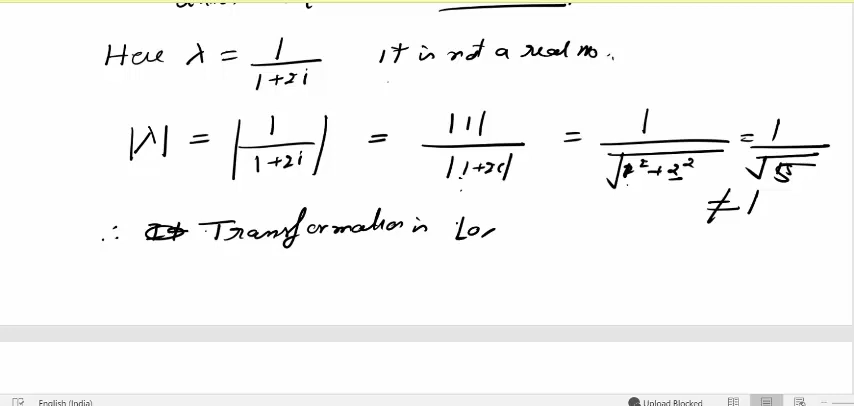 Here λ = 1/(1+2i) It is not a real no.
|λ| = |1/(1+2i)| = |1|/|1+2i| = 1/√(1²+2²) = 1/√5
≠ 1
∴ Transformation is Lo
English (India) Upload Blocked